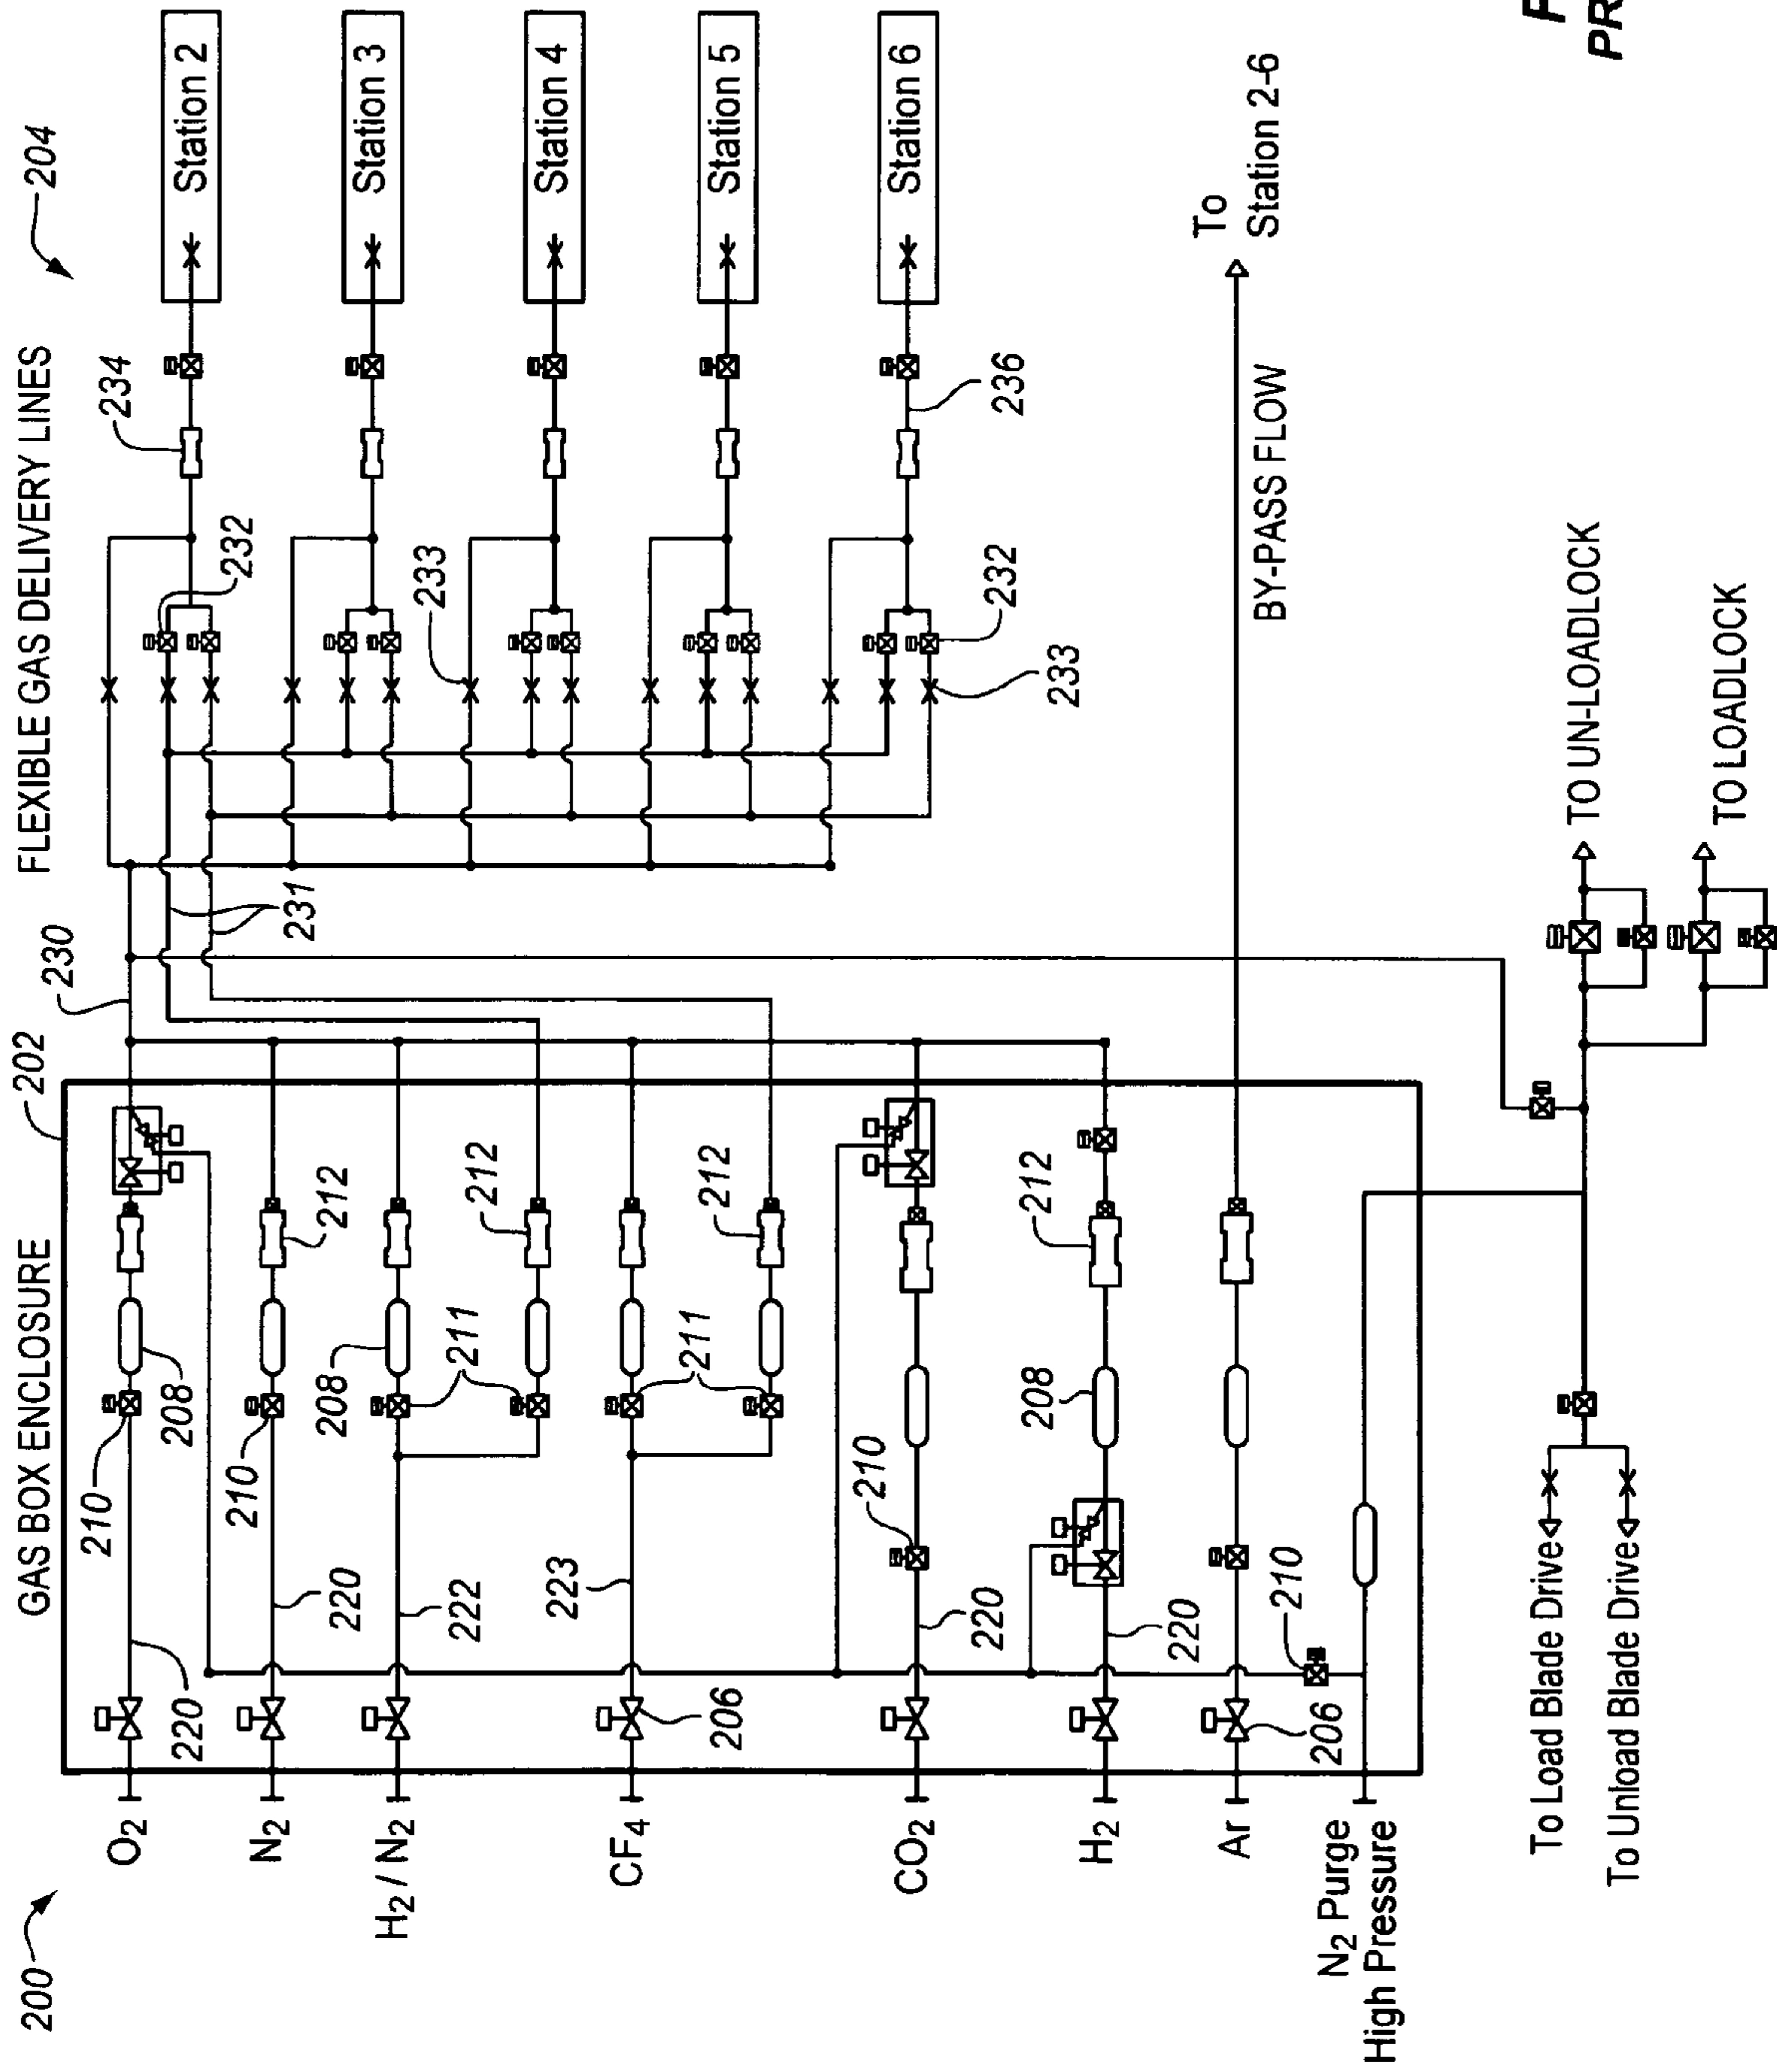 200
GAS BOX ENCLOSURE
202
230
FLEXIBLE GAS DELIVERY LINES
204
O2
N2
H2 / N2
CF4
CO2
H2
Ar
N2 Purge
High Pressure
220
210
208
210
220
212
222
208
211
212
223
211
212
206
220
210
220
208
212
206
210
231
232
234
233
232
233
236
Station 2
Station 3
Station 4
Station 5
Station 6
BY-PASS FLOW
To
Station 2-6
To Load Blade Drive
To Unload Blade Drive
TO UN-LOADLOCK
TO LOADLOCK